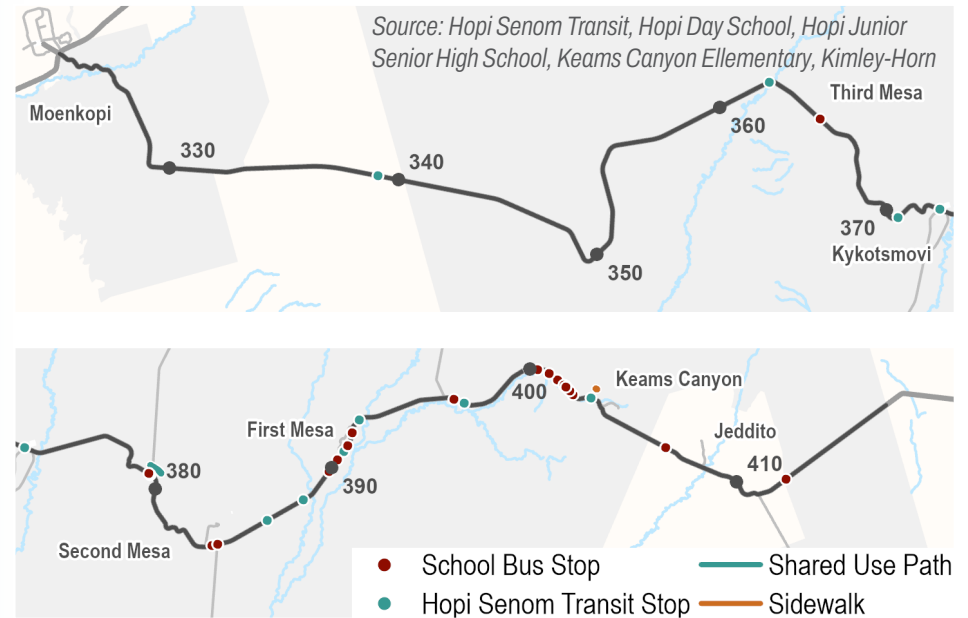 Source: Hopi Senom Transit, Hopi Day School, Hopi Junior
Senior High School, Keams Canyon Ellementary, Kimley-Horn
Moenkopi
330
340
350
360
Third Mesa
370
Kykotsmovi
380
Second Mesa
First Mesa
390
400
Keams Canyon
Jeddito
410
School Bus Stop
Shared Use Path
Hopi Senom Transit Stop
Sidewalk